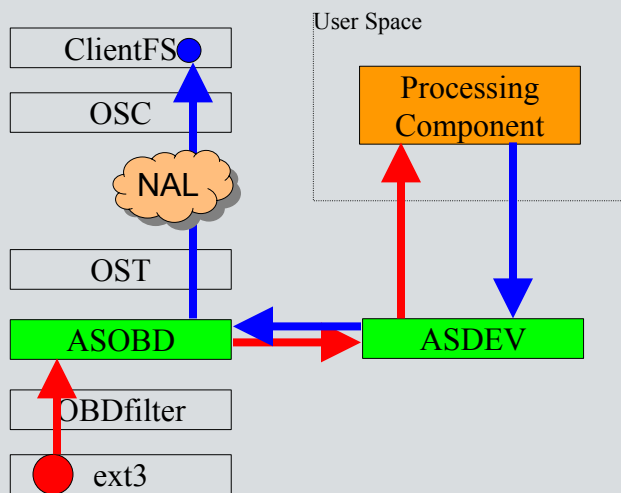 User Space
ClientFS
Processing
Component
OSC
NAL
OST
ASOBD
ASDEV
OBDfilter
ext3